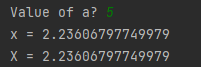 Value of a? 5
x = 2.23606797749979
X = 2.23606797749979